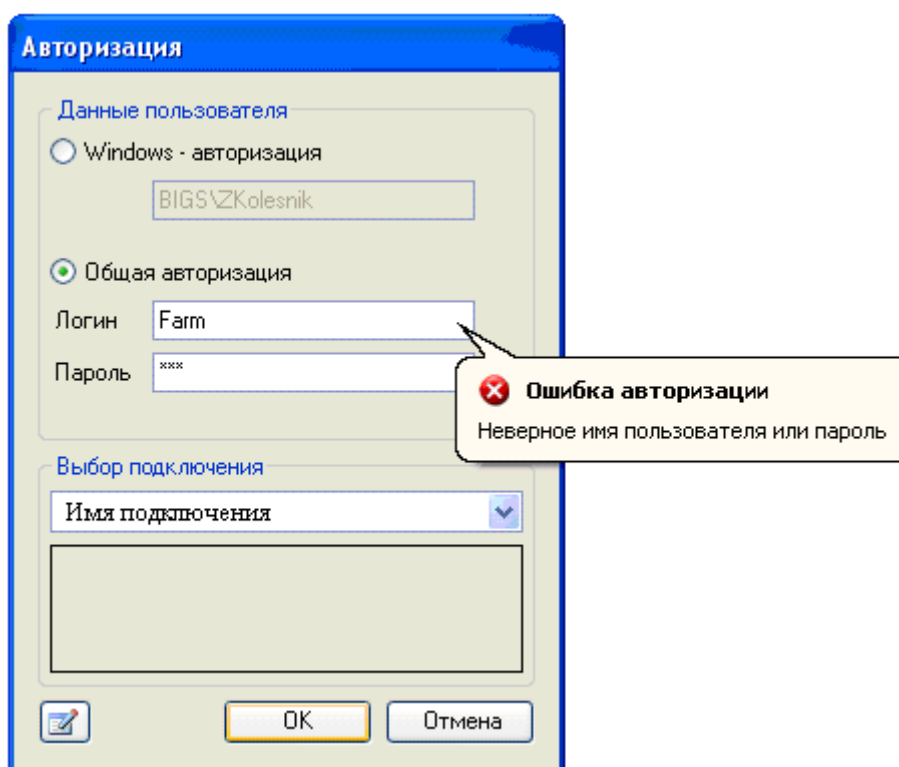 Авторизация
Данные пользователя
Windows - авторизация
BIGS\ZKolesnik
Общая авторизация
Логин Farm
Пароль ***
Ошибка авторизации
Неверное имя пользователя или пароль
Выбор подключения
Имя подключения
OK Отмена